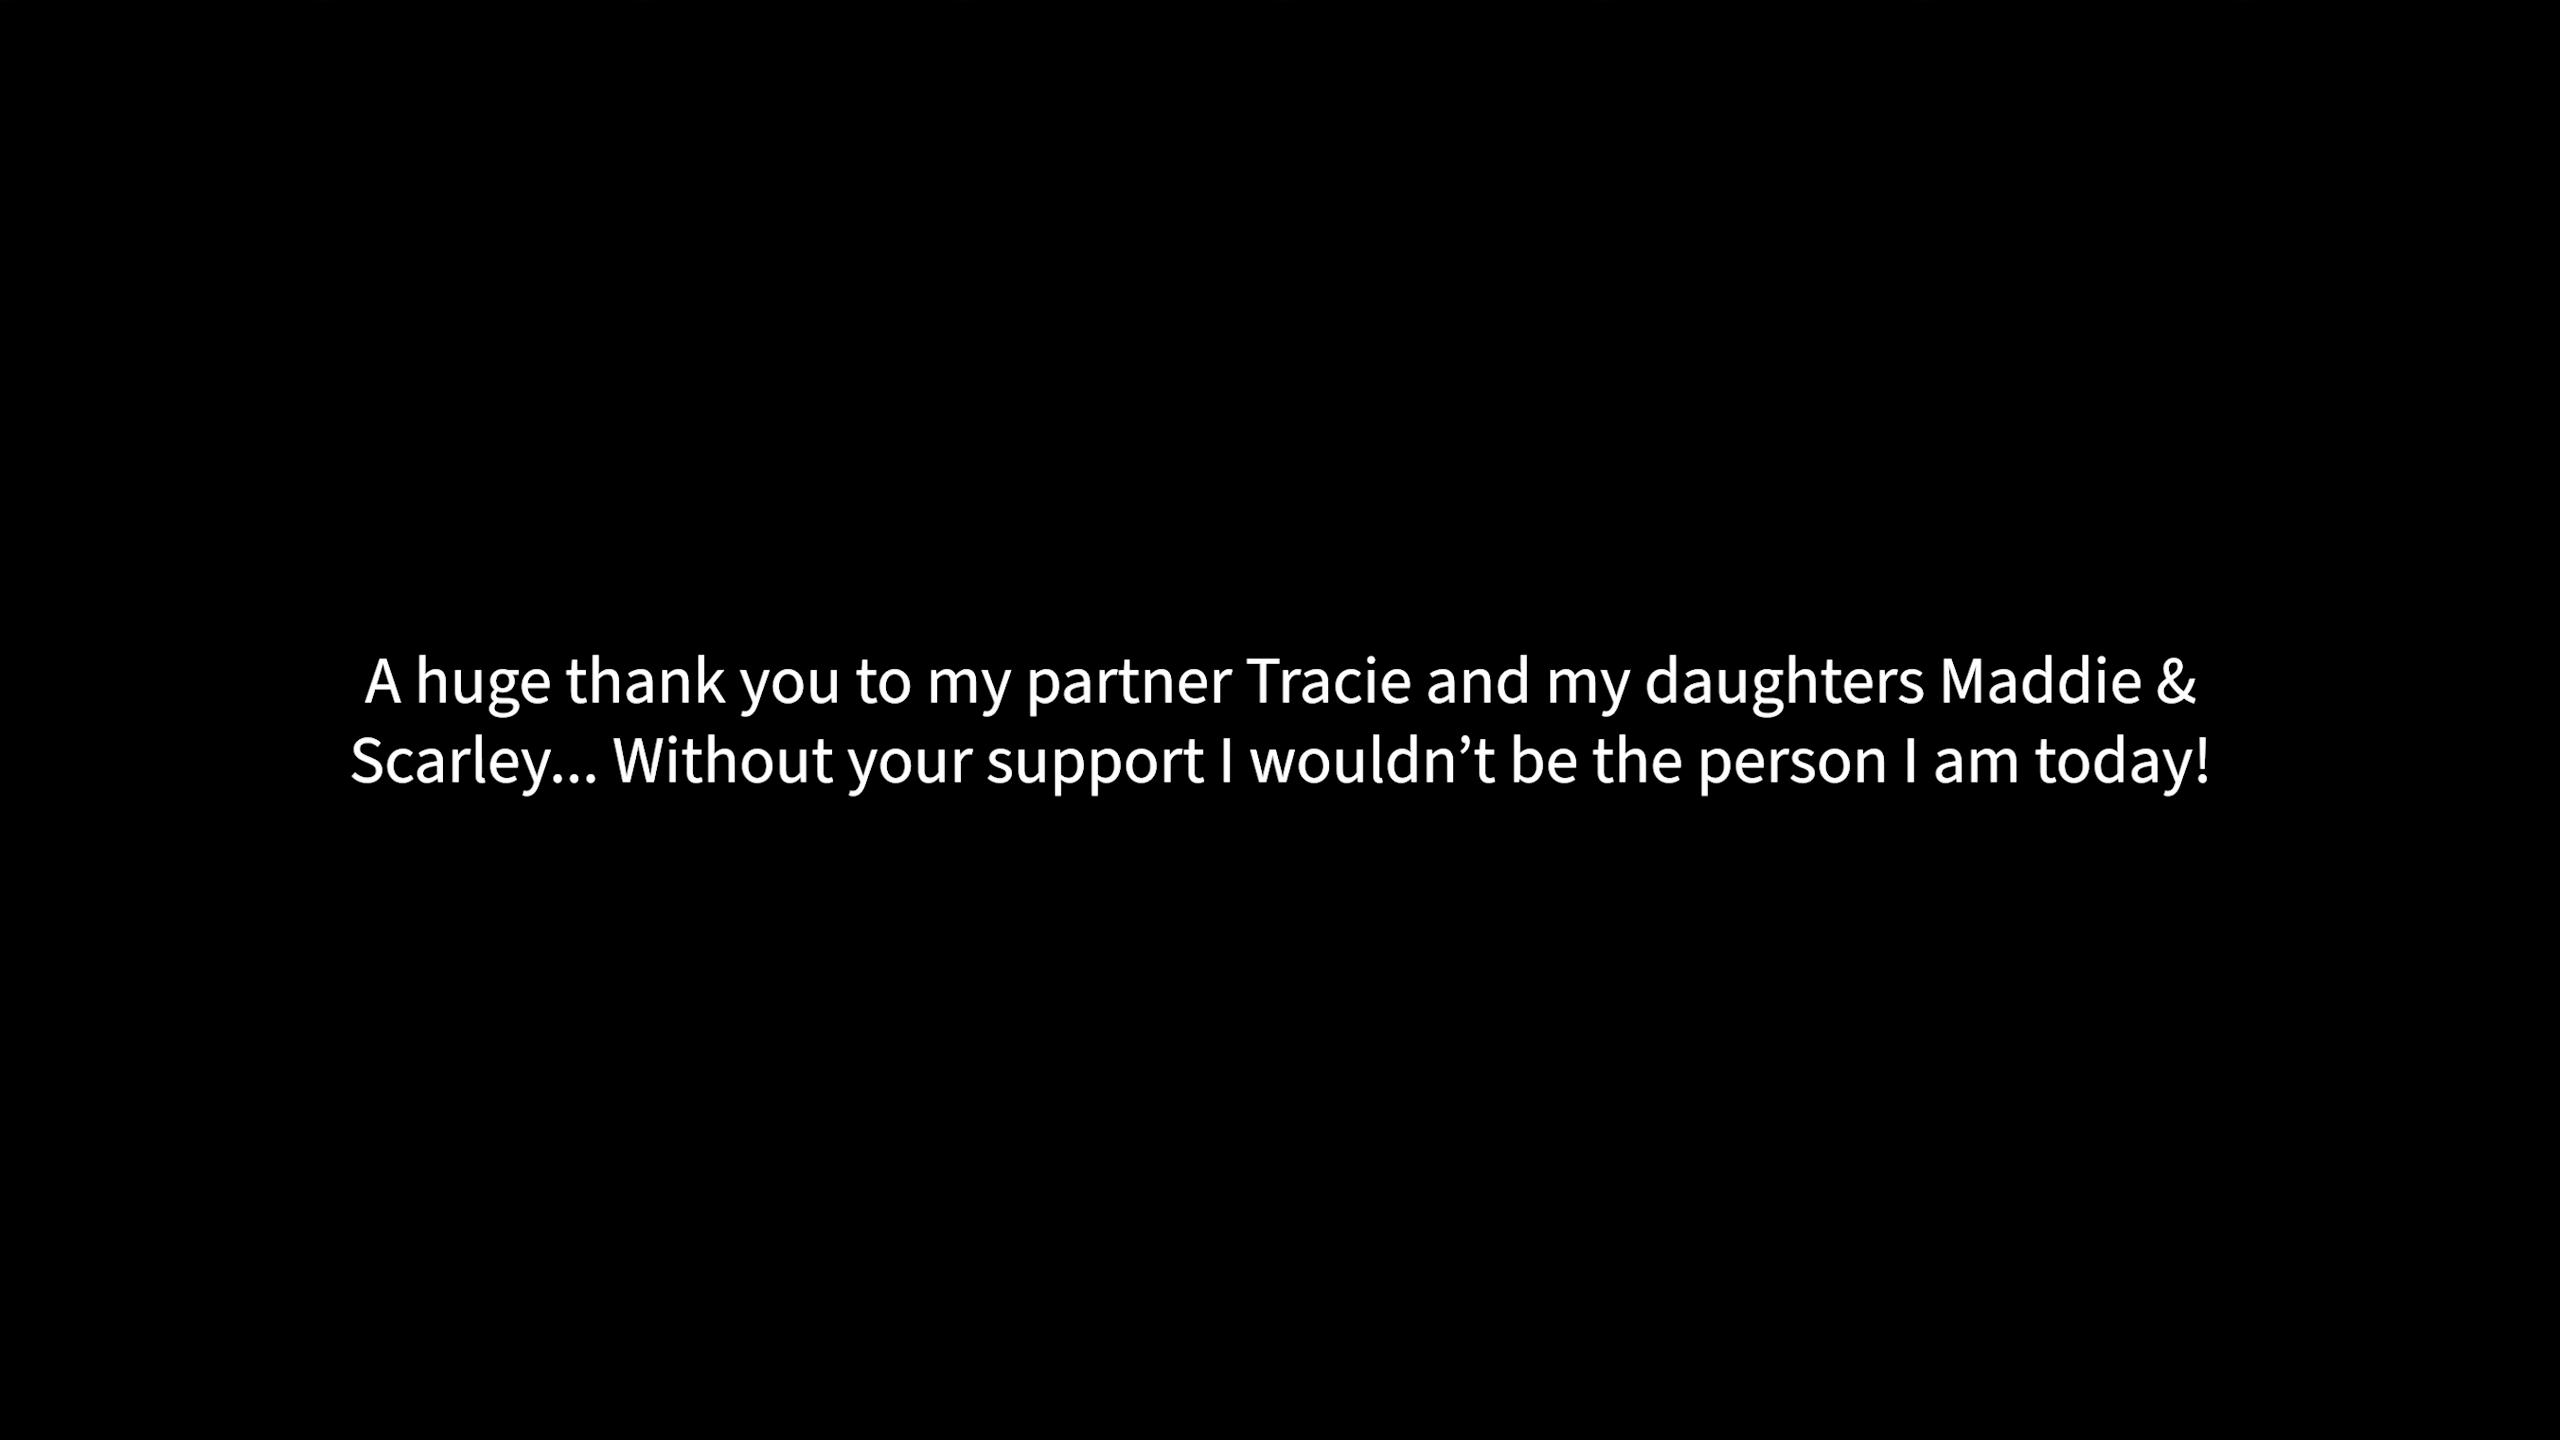 A huge thank you to my partner Tracie and my daughters Maddie &
Scarley... Without your support I wouldn’t be the person I am today!